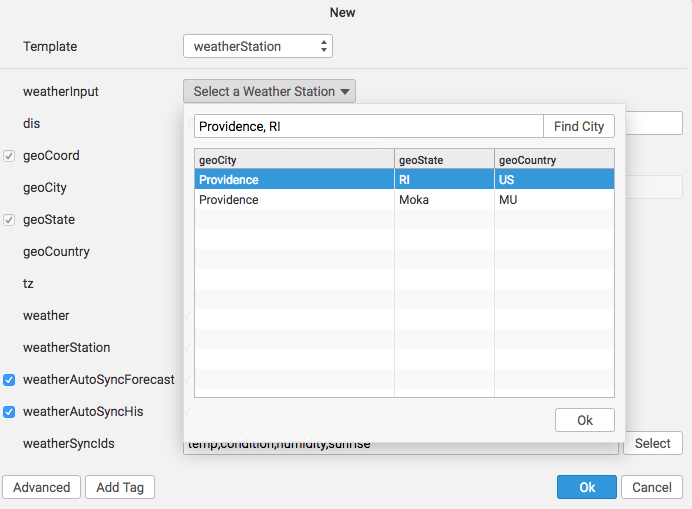 New
Template weatherStation
weatherInput Select a Weather Station
dis
Providence, RI Find City
geoCoord
geoCity geoState geoCountry
Providence RI US
geoCity
Providence Moka MU
geoState
geoCountry
tz
weather
weatherStation
weatherAutoSyncForecast
weatherAutoSyncHis
Ok
weatherSyncIds temp,condition,humidity,sunrise Select
Advanced Add Tag Ok Cancel